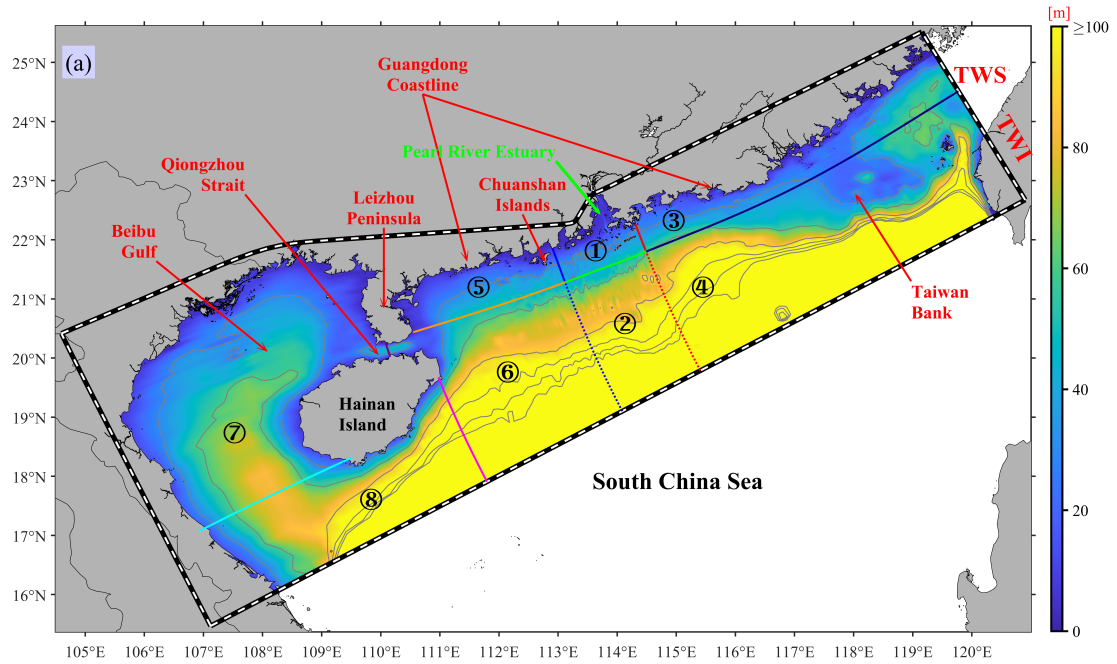 (a)
[m]
≥100
80
60
40
20
0
25°N
24°N
23°N
22°N
21°N
20°N
19°N
18°N
17°N
16°N
Guangdong
Coastline
TWS
TWI
Pearl River Estuary
Qiongzhou
Strait
Leizhou
Peninsula
Chuanshan
Islands
Beibu
Gulf
Taiwan
Bank
Hainan
Island
South China Sea
③
①
⑤
④
②
⑥
⑦
⑧
105°E
106°E
107°E
108°E
109°E
110°E
111°E
112°E
113°E
114°E
115°E
116°E
117°E
118°E
119°E
120°E
121°E